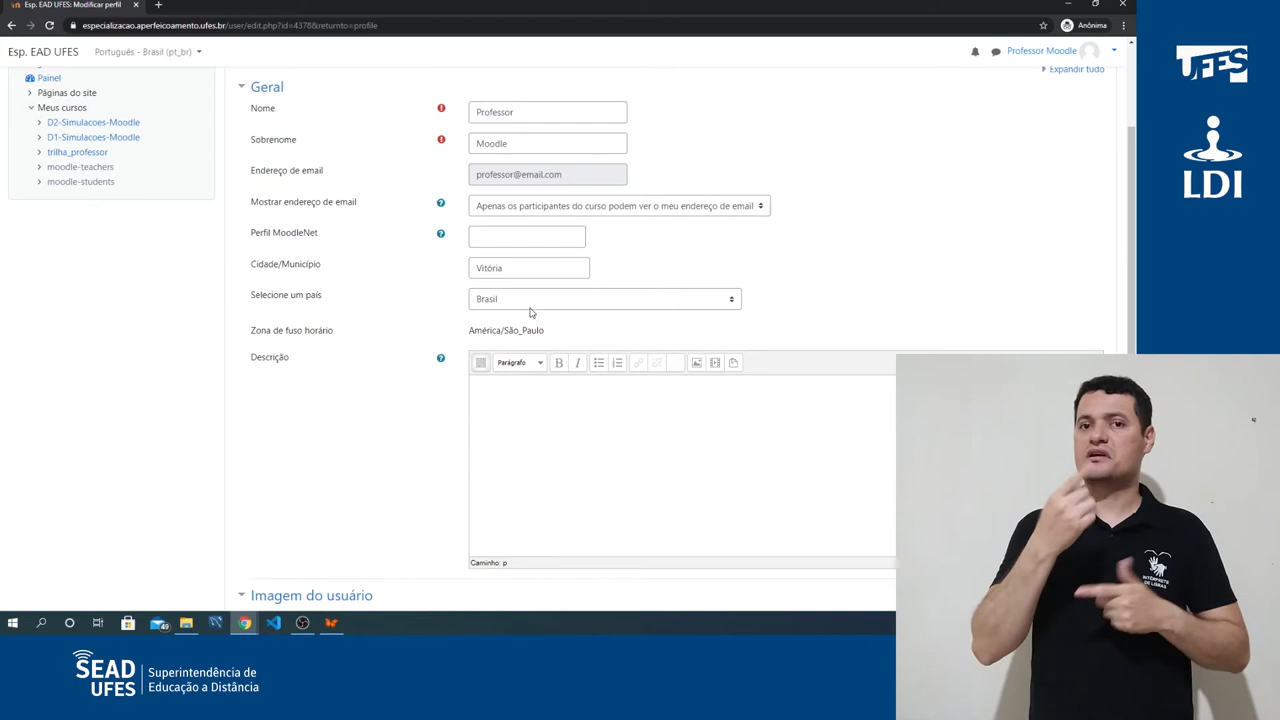 Esp. EAD UFES: Modificar perfil
especializacao.aperfeicoamento.ufes.br/user/edit.php?id=4378&returnto=profile
Anônima
Esp. EAD UFES
Português - Brasil (pt_br)
Professor Moodle
Painel
Páginas do site
Meus cursos
D2-Simulacoes-Moodle
D1-Simulacoes-Moodle
trilha_professor
moodle-teachers
moodle-students
Expandir tudo
Geral
Nome
Professor
Sobrenome
Moodle
Endereço de email
professor@email.com
Mostrar endereço de email
Apenas os participantes do curso podem ver o meu endereço de email
Perfil MoodleNet
Cidade/Município
Vitória
Selecione um país
Brasil
Zona de fuso horário
América/São_Paulo
Descrição
Parágrafo
B I
Caminho: p
Imagem do usuário
49
UFES
LDI
INTÉRPRETE
DE LIBRAS
SEAD
UFES
Superintendência de
Educação a Distância